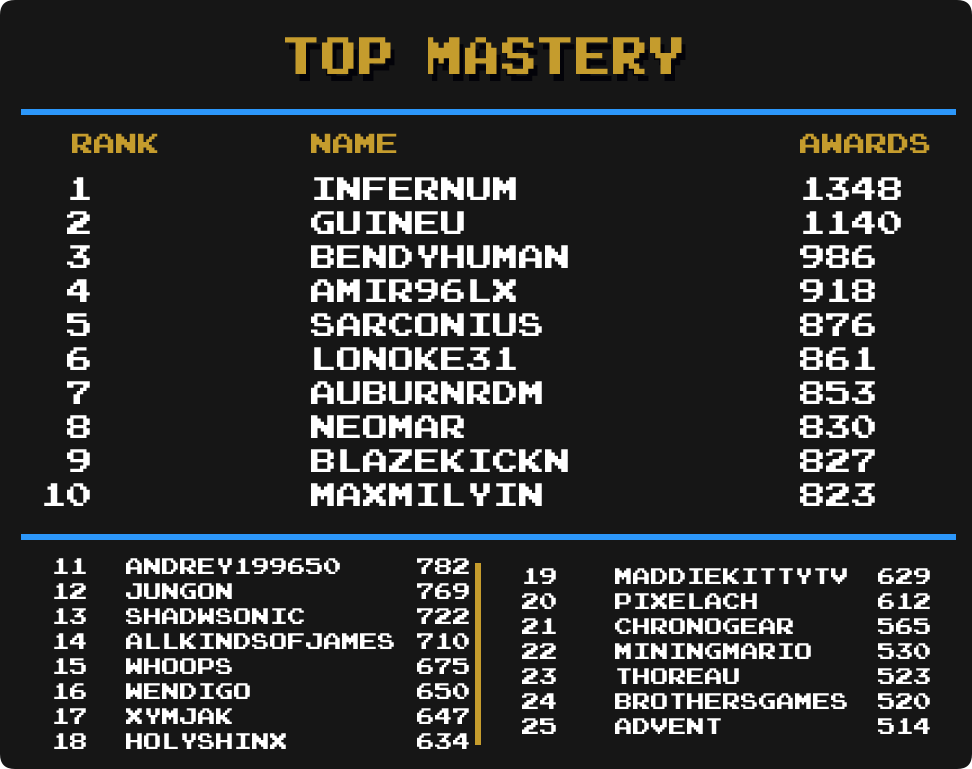 TOP MASTERY
RANK NAME AWARDS
1 INFERNUM 1348
2 GUINEU 1140
3 BENDYHUMAN 986
4 AMIR96LX 918
5 SARCONIUS 876
6 LONOKE31 861
7 AUBURNRDM 853
8 NEOMAR 830
9 BLAZEKICKN 827
10 MAXMILYIN 823
11 ANDREY199650 782
12 JUNGON 769
13 SHADWSONIC 722
14 ALLKINDSOFJAMES 710
15 WHOOPS 675
16 WENDIGO 650
17 XYMJAK 647
18 HOLYSHINX 634
19 MADDIEKITTYTV 629
20 PIXELACH 612
21 CHRONOGEAR 565
22 MININGMARIO 530
23 THOREAU 523
24 BROTHERSGAMES 520
25 ADVENT 514